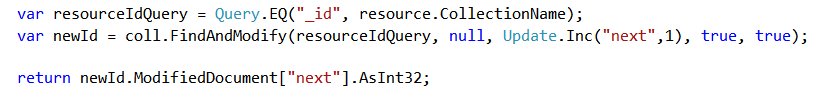 var resourceIdQuery = Query.EQ("_id", resource.CollectionName);
var newId = coll.FindAndModify(resourceIdQuery, null, Update.Inc("next",1), true, true);
return newId.ModifiedDocument["next"].AsInt32;